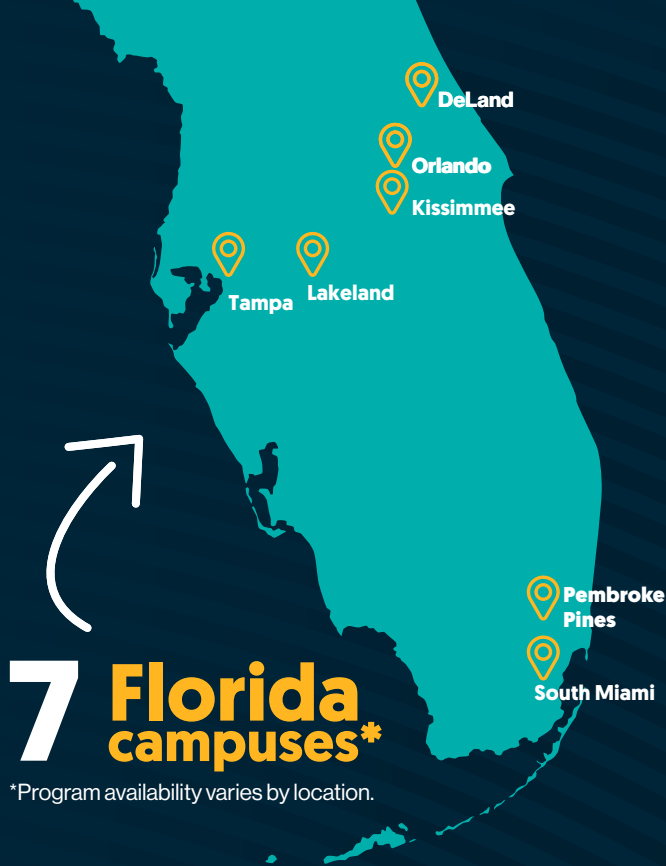 DeLand
Orlando
Kissimmee
Tampa
Lakeland
Pembroke
Pines
South Miami
7 Florida
campuses*
*Program availability varies by location.